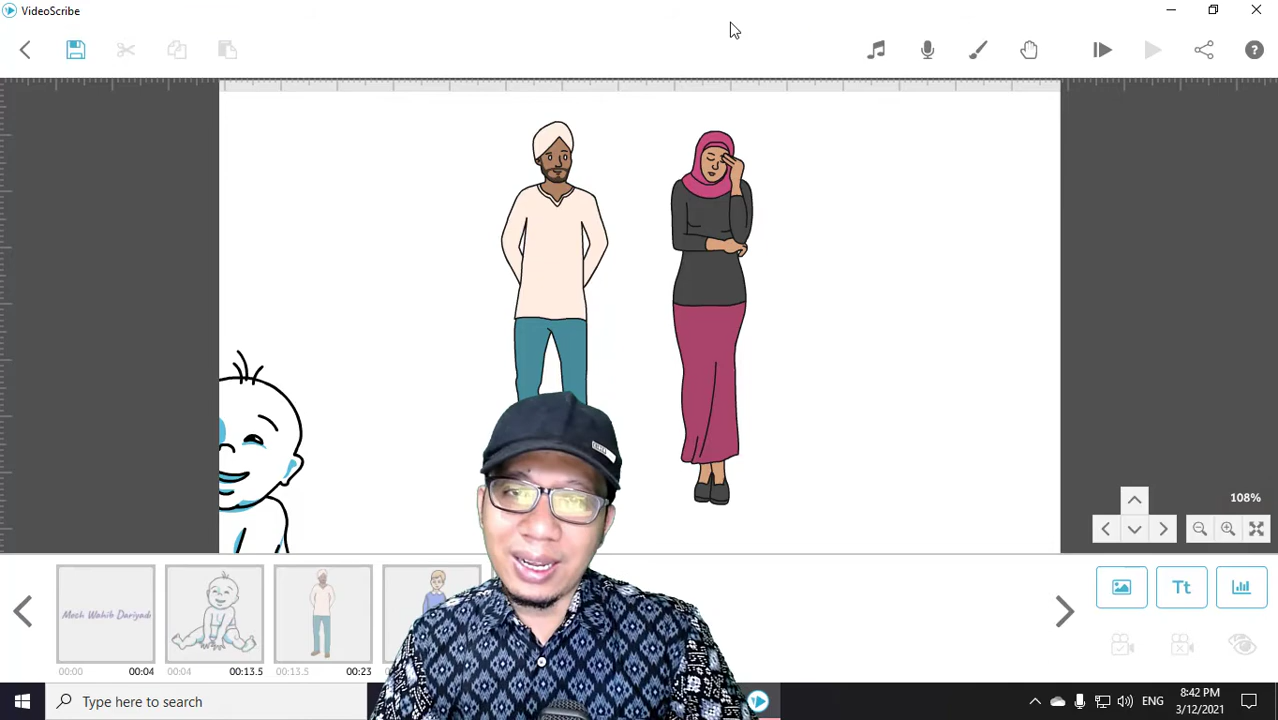 VideoScribe
?
108%
Tt
Moch Wahib Dariyadi
00:00
00:04
00:04
00:13.5
00:13.5
00:23
Type here to search
ENG
8:42 PM
3/12/2021